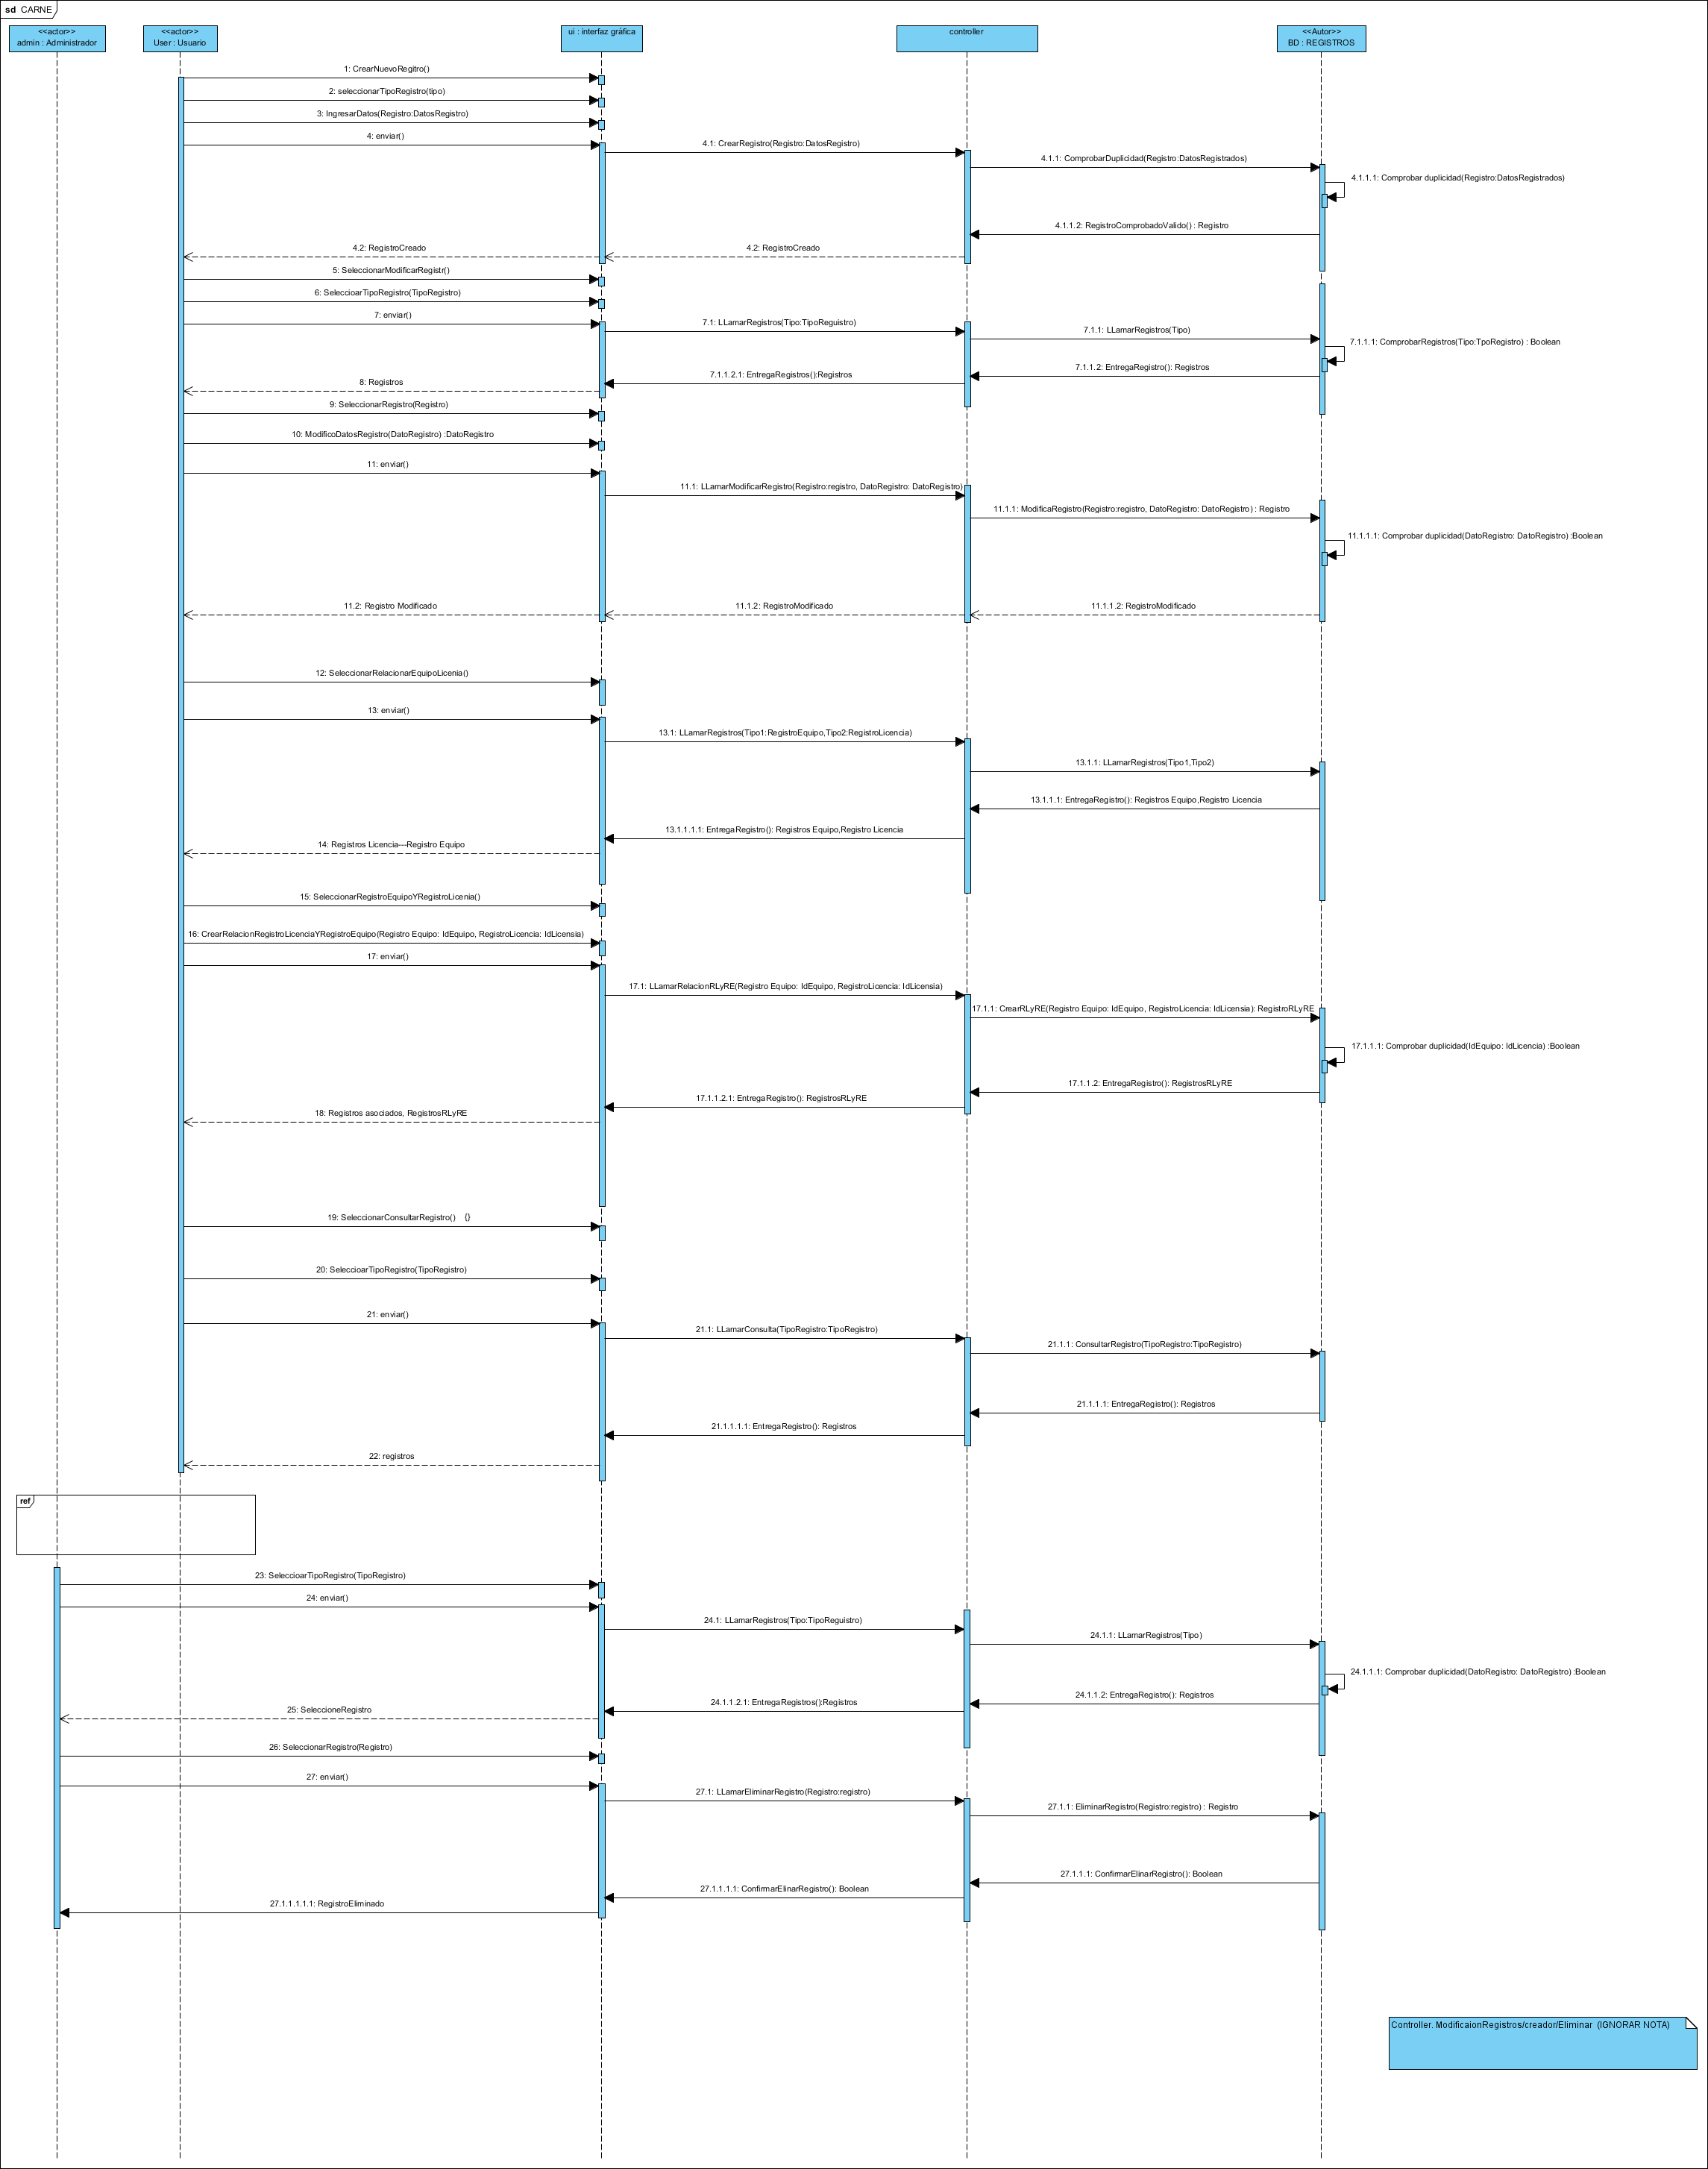 sd CARNE
<<actor>>
admin : Administrador
<<actor>>
User : Usuario
ui : interfaz gráfica
controller
<<Autor>>
BD : REGISTROS
1: CrearNuevoRegitro()
2: seleccionarTipoRegistro(tipo)
3: IngresarDatos(Registro:DatosRegistro)
4: enviar()
4.1: CrearRegistro(Registro:DatosRegistro)
4.1.1: ComprobarDuplicidad(Registro:DatosRegistrados)
4.1.1.1: Comprobar duplicidad(Registro:DatosRegistrados)
4.1.1.2: RegistroComprobadoValido() : Registro
4.2: RegistroCreado
4.2: RegistroCreado
5: SeleccionarModificarRegistr()
6: SeleccioarTipoRegistro(TipoRegistro)
7: enviar()
7.1: LLamarRegistros(Tipo:TipoReguistro)
7.1.1: LLamarRegistros(Tipo)
7.1.1.1: ComprobarRegistros(Tipo:TpoRegistro) : Boolean
7.1.1.2: EntregaRegistro(): Registros
7.1.1.2.1: EntregaRegistros():Registros
8: Registros
9: SeleccionarRegistro(Registro)
10: ModificoDatosRegistro(DatoRegistro) :DatoRegistro
11: enviar()
11.1: LLamarModificarRegistro(Registro:registro, DatoRegistro: DatoRegistro)
11.1.1: ModificaRegistro(Registro:registro, DatoRegistro: DatoRegistro) : Registro
11.1.1.1: Comprobar duplicidad(DatoRegistro: DatoRegistro) :Boolean
11.2: Registro Modificado
11.1.2: RegistroModificado
11.1.1.2: RegistroModificado
12: SeleccionarRelacionarEquipoLicenia()
13: enviar()
13.1: LLamarRegistros(Tipo1:RegistroEquipo,Tipo2:RegistroLicencia)
13.1.1: LLamarRegistros(Tipo1,Tipo2)
13.1.1.1: EntregaRegistro(): Registros Equipo,Registro Licencia
13.1.1.1.1: EntregaRegistro(): Registros Equipo,Registro Licencia
14: Registros Licencia---Registro Equipo
15: SeleccionarRegistroEquipoYRegistroLicenia()
16: CrearRelacionRegistroLicenciaYRegistroEquipo(Registro Equipo: IdEquipo, RegistroLicencia: IdLicensia)
17: enviar()
17.1: LLamarRelacionRLyRE(Registro Equipo: IdEquipo, RegistroLicencia: IdLicensia)
17.1.1: CrearRLyRE(Registro Equipo: IdEquipo, RegistroLicencia: IdLicensia): RegistroRLyRE
17.1.1.1: Comprobar duplicidad(IdEquipo: IdLicencia) :Boolean
17.1.1.2: EntregaRegistro(): RegistrosRLyRE
17.1.1.2.1: EntregaRegistro(): RegistrosRLyRE
18: Registros asociados, RegistrosRLyRE
19: SeleccionarConsultarRegistro() {}
20: SeleccioarTipoRegistro(TipoRegistro)
21: enviar()
21.1: LLamarConsulta(TipoRegistro:TipoRegistro)
21.1.1: ConsultarRegistro(TipoRegistro:TipoRegistro)
21.1.1.1: EntregaRegistro(): Registros
21.1.1.1.1: EntregaRegistro(): Registros
22: registros
ref
23: SeleccioarTipoRegistro(TipoRegistro)
24: enviar()
24.1: LLamarRegistros(Tipo:TipoReguistro)
24.1.1: LLamarRegistros(Tipo)
24.1.1.1: Comprobar duplicidad(DatoRegistro: DatoRegistro) :Boolean
24.1.1.2: EntregaRegistro(): Registros
24.1.1.2.1: EntregaRegistros():Registros
25: SeleccioneRegistro
26: SeleccionarRegistro(Registro)
27: enviar()
27.1: LLamarEliminarRegistro(Registro:registro)
27.1.1: EliminarRegistro(Registro:registro) : Registro
27.1.1.1: ConfirmarElinarRegistro(): Boolean
27.1.1.1.1: ConfirmarElinarRegistro(): Boolean
27.1.1.1.1.1: RegistroEliminado
Controller. ModificaionRegistros/creador/Eliminar (IGNORAR NOTA)